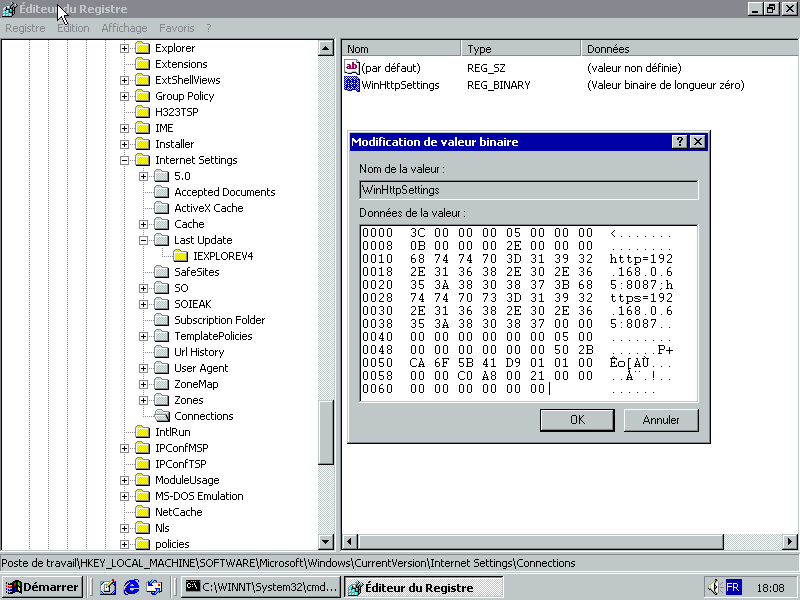 Éditeur du Registre
Registre Edition Affichage Favoris ?
Explorer
Extensions
ExtShellViews
Group Policy
H323TSP
IME
Installer
Internet Settings
5.0
Accepted Documents
ActiveX Cache
Cache
Last Update
IEXPLOREV4
SafeSites
SO
SOIEAK
Subscription Folder
TemplatePolicies
Url History
User Agent
ZoneMap
Zones
Connections
IntlRun
IPConfMSP
IPConfTSP
ModuleUsage
MS-DOS Emulation
NetCache
Nls
policies
Nom Type Données
(par défaut) REG_SZ (valeur non définie)
WinHttpSettings REG_BINARY (Valeur binaire de longueur zéro)
Modification de valeur binaire
Nom de la valeur :
WinHttpSettings
Données de la valeur :
0000 3C 00 00 00 05 00 00 00 <.......
0008 0B 00 00 00 2E 00 00 00 ........
0010 68 74 74 70 3D 31 39 32 http=192
0018 2E 31 36 38 2E 30 2E 36 .168.0.6
0020 35 3A 38 30 38 37 3B 68 5:8087;h
0028 74 74 70 73 3D 31 39 32 ttps=192
0030 2E 31 36 38 2E 30 2E 36 .168.0.6
0038 35 3A 38 30 38 37 00 00 5:8087..
0040 00 00 00 00 00 00 05 00 ........
0048 00 00 00 00 00 00 50 2B ......P+
0050 CA 6F 5B 41 D9 01 01 00 Êo[AÙ...
0058 00 00 C0 A8 00 21 00 00 ..À¨.!..
0060 00 00 00 00 00 00 ......
OK Annuler
Poste de travail\HKEY_LOCAL_MACHINE\SOFTWARE\Microsoft\Windows\CurrentVersion\Internet Settings\Connections
Démarrer C:\WINNT\System32\cmd... Éditeur du Registre FR 18:08